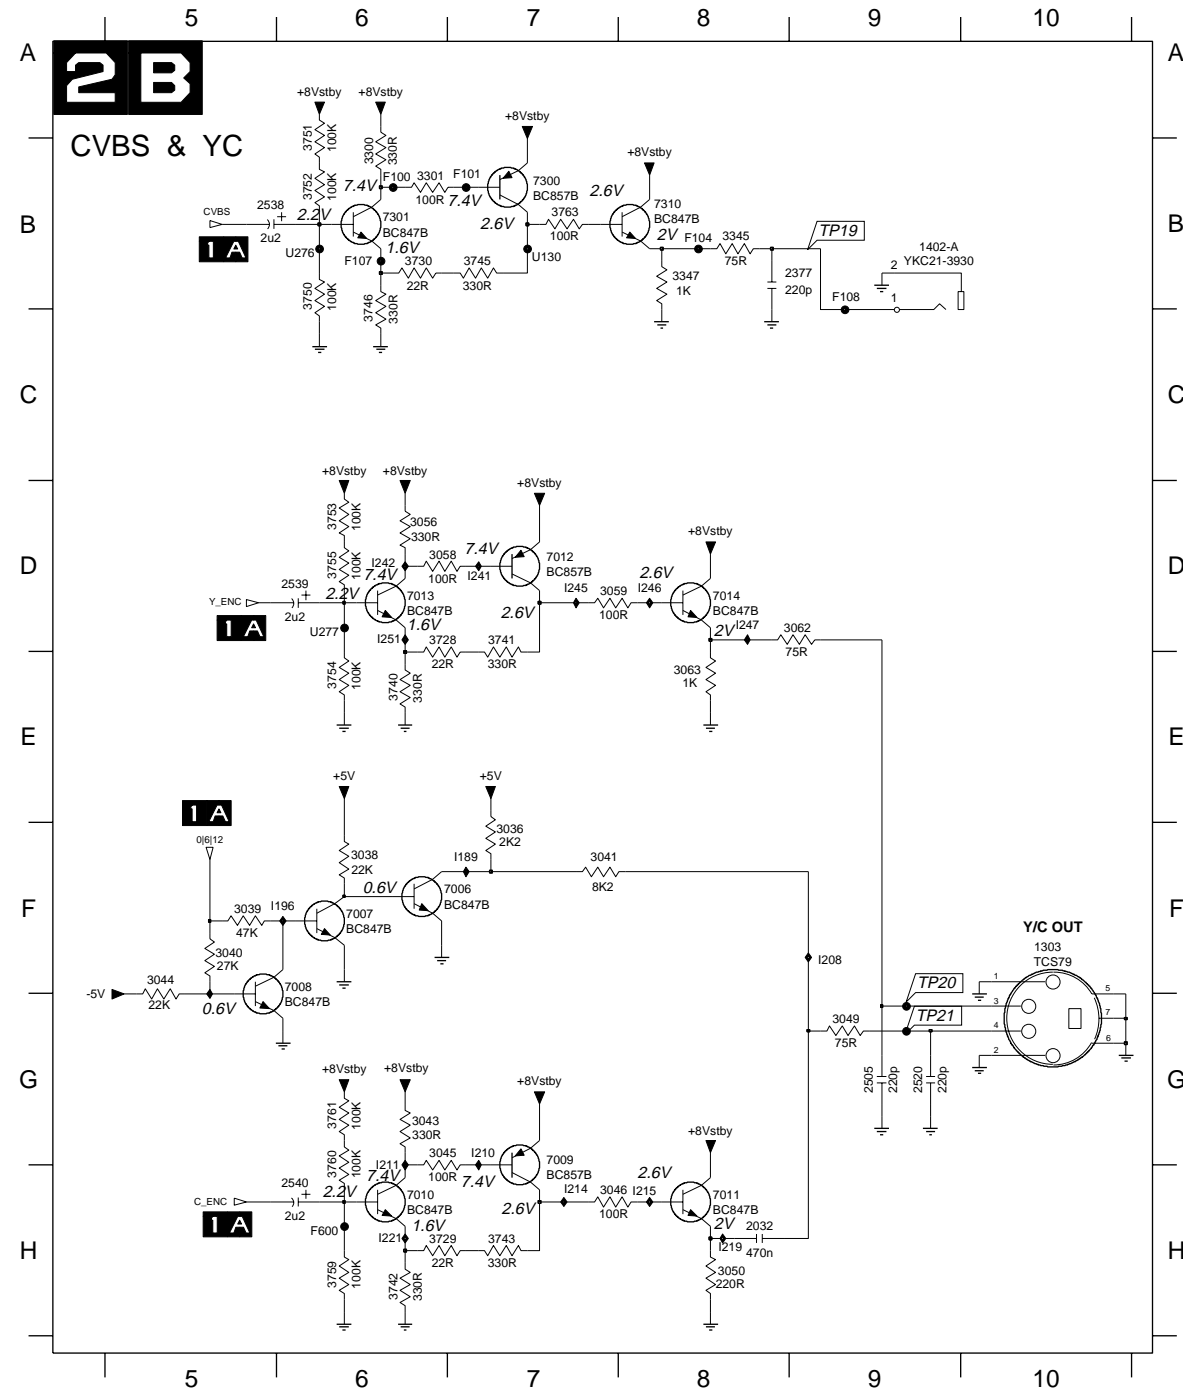 5 6 7 8 9 10
A A
2B
CVBS & YC
+8Vstby +8Vstby
+8Vstby
+8Vstby
3751 100K
3300 330R
3752 100K
7.4V F100 3301 100R F101 7.4V
7300 BC857B
2.6V
7310 BC847B
CVBS
2538 2u2 +
2.2V
7301 BC847B
1.6V
2.6V
3763 100R
2V F104 3345 75R
TP19
B B
1 A
U276
F107 3730 22R 3745 330R
U130
3347 1K
2377 220p
1402-A YKC21-3930
2
F108 1
3750 100K
3746 330R
C C
+8Vstby +8Vstby
+8Vstby
+8Vstby
3753 100K
3056 330R
3755 100K
I242 3058 100R I241
7.4V
7.4V
7012 BC857B
D D
2539 2u2 +
Y_ENC
2.2V
7013 BC847B
1.6V
2.6V
I245 3059 100R I246
2.6V
7014 BC847B
2V I247 3062 75R
1 A
U277
I251 3728 22R 3741 330R
3754 100K
3740 330R
3063 1K
E E
+5V +5V
1 A
0|6|12
3038 22K
3036 2K2
I189
3041 8K2
0.6V
7006 BC847B
F F
3039 47K I196
7007 BC847B
3040 27K
3044 22K
-5V
0.6V
7008 BC847B
I208
Y/C OUT
1303
TCS79
TP20
TP21
1 3 4 2
5 7 6
3049 75R
2505 220p
2520 220p
G G
+8Vstby +8Vstby
+8Vstby
+8Vstby
3761 100K
3043 330R
3760 100K
I211 3045 100R I210
7.4V
7.4V
7009 BC857B
2540 2u2 +
C_ENC
2.2V
7010 BC847B
1.6V
2.6V
I214 3046 100R I215
2.6V
7011 BC847B
2V
I219
2032 470n
1 A
F600
I221 3729 22R 3743 330R
3759 100K
3742 330R
3050 220R
H H
5 6 7 8 9 10